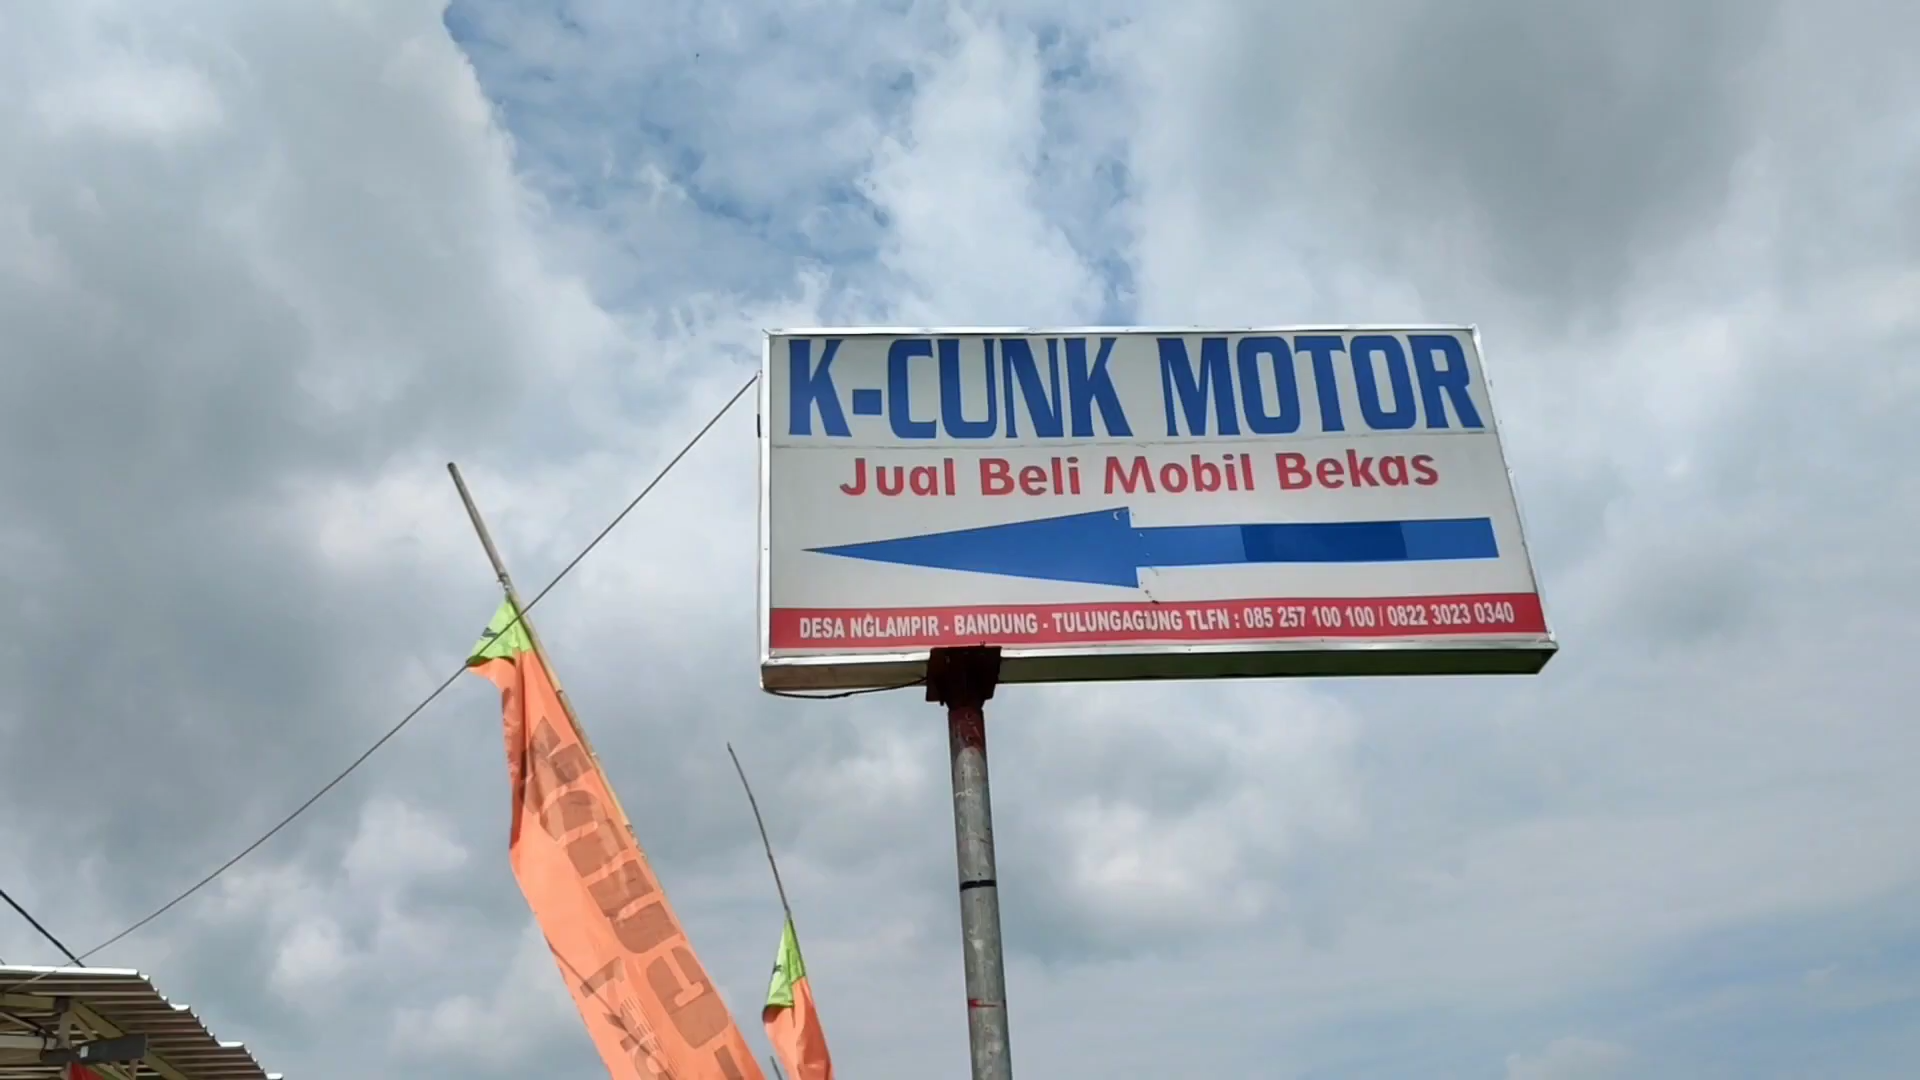 K-CUNK MOTOR
Jual Beli Mobil Bekas
DESA NGLAMPIR - BANDUNG - TULUNGAGUNG TLFN : 085 257 100 100 / 0822 3023 0340